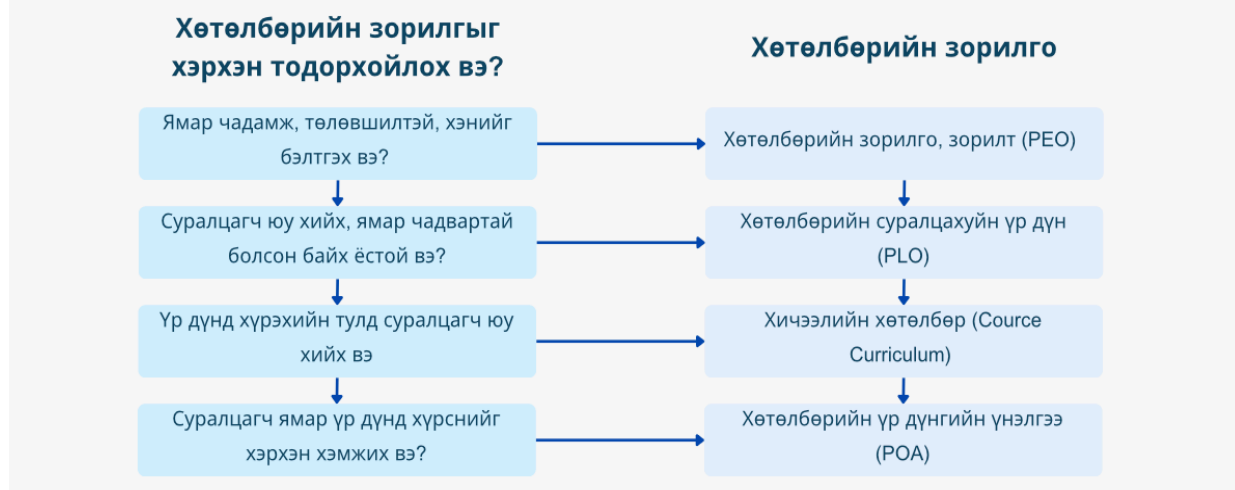 Хөтөлбөрийн зорилгыг
хэрхэн тодорхойлох вэ?
Хөтөлбөрийн зорилго
Ямар чадамж, төлөвшилтэй, хэнийг
бэлтгэх вэ?
Хөтөлбөрийн зорилго, зорилт (PEO)
Суралцагч юу хийх, ямар чадвартай
болсон байх ёстой вэ?
Хөтөлбөрийн суралцахуйн үр дүн
(PLO)
Үр дүнд хүрэхийн тулд суралцагч юу
хийх вэ
Хичээлийн хөтөлбөр (Cource
Curriculum)
Суралцагч ямар үр дүнд хүрснийг
хэрхэн хэмжих вэ?
Хөтөлбөрийн үр дүнгийн үнэлгээ
(POA)